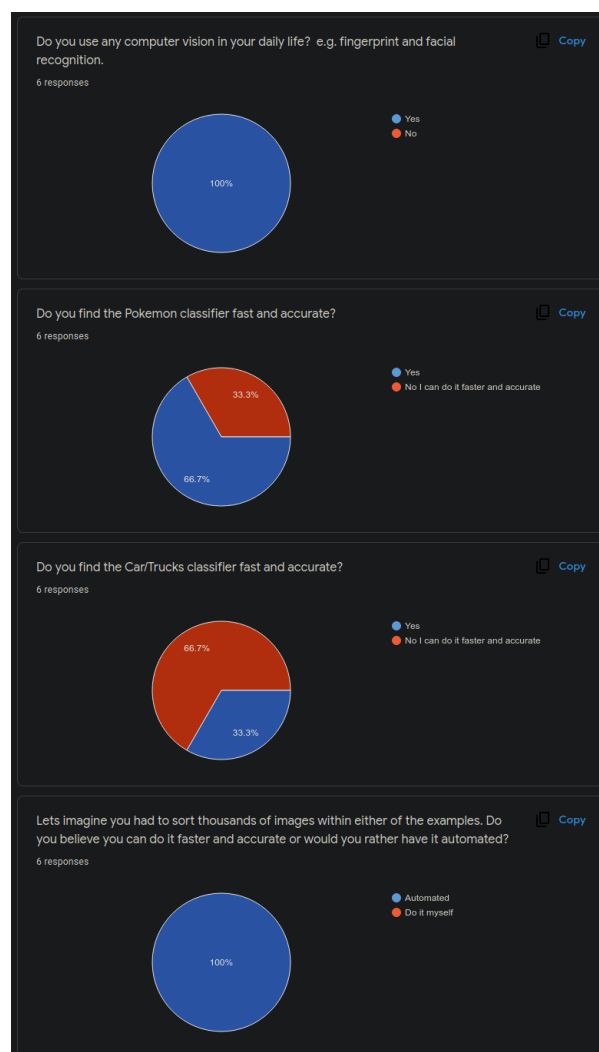 Do you use any computer vision in your daily life? e.g. fingerprint and facial
recognition.
Copy
6 responses
Yes
No
100%
Do you find the Pokemon classifier fast and accurate?
Copy
6 responses
Yes
No I can do it faster and accurate
33.3%
66.7%
Do you find the Car/Trucks classifier fast and accurate?
Copy
6 responses
Yes
No I can do it faster and accurate
66.7%
33.3%
Lets imagine you had to sort thousands of images within either of the examples. Do
you believe you can do it faster and accurate or would you rather have it automated?
Copy
6 responses
Automated
Do it myself
100%